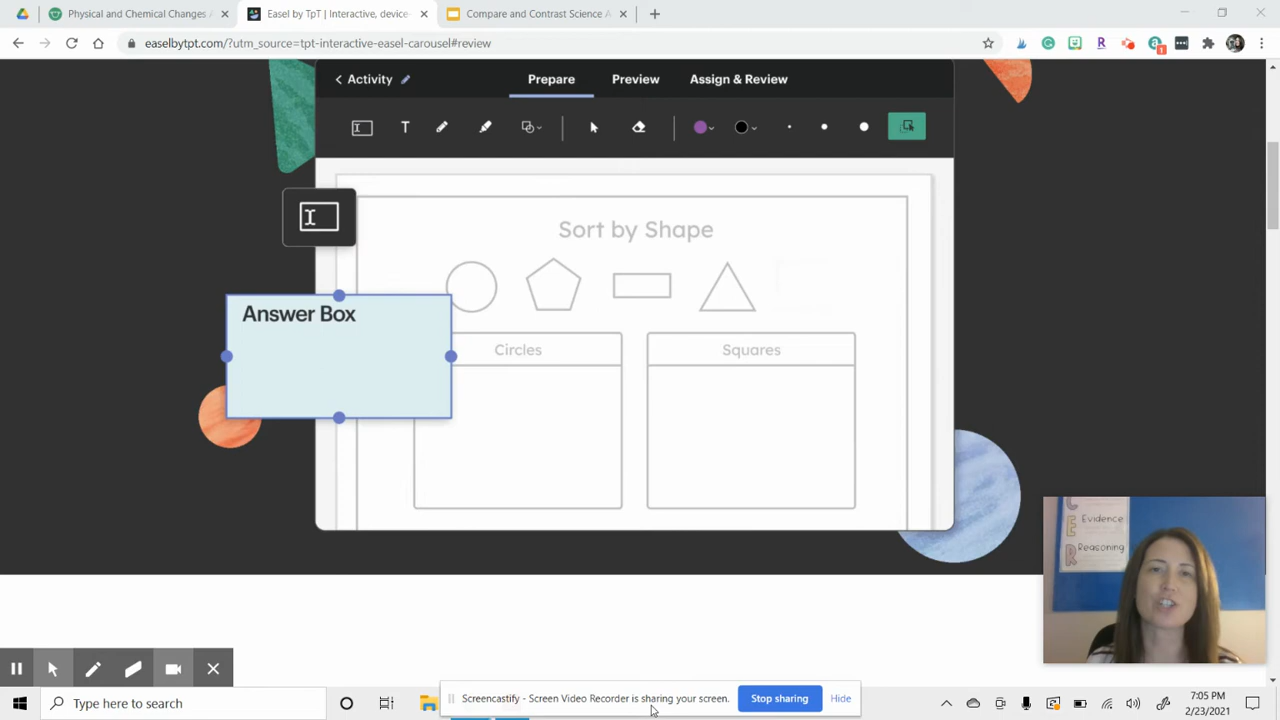 Physical and Chemical Changes A
Easel by TpT | Interactive, device-
Compare and Contrast Science A
easelbytpt.com/?utm_source=tpt-interactive-easel-carousel#review
1
Activity
Prepare
Preview
Assign & Review
T
Sort by Shape
Answer Box
Circles
Squares
Evidence
Reasoning
C
E
R
Screencastify - Screen Video Recorder is sharing your screen.
Stop sharing
Hide
Type here to search
7:05 PM
2/23/2021